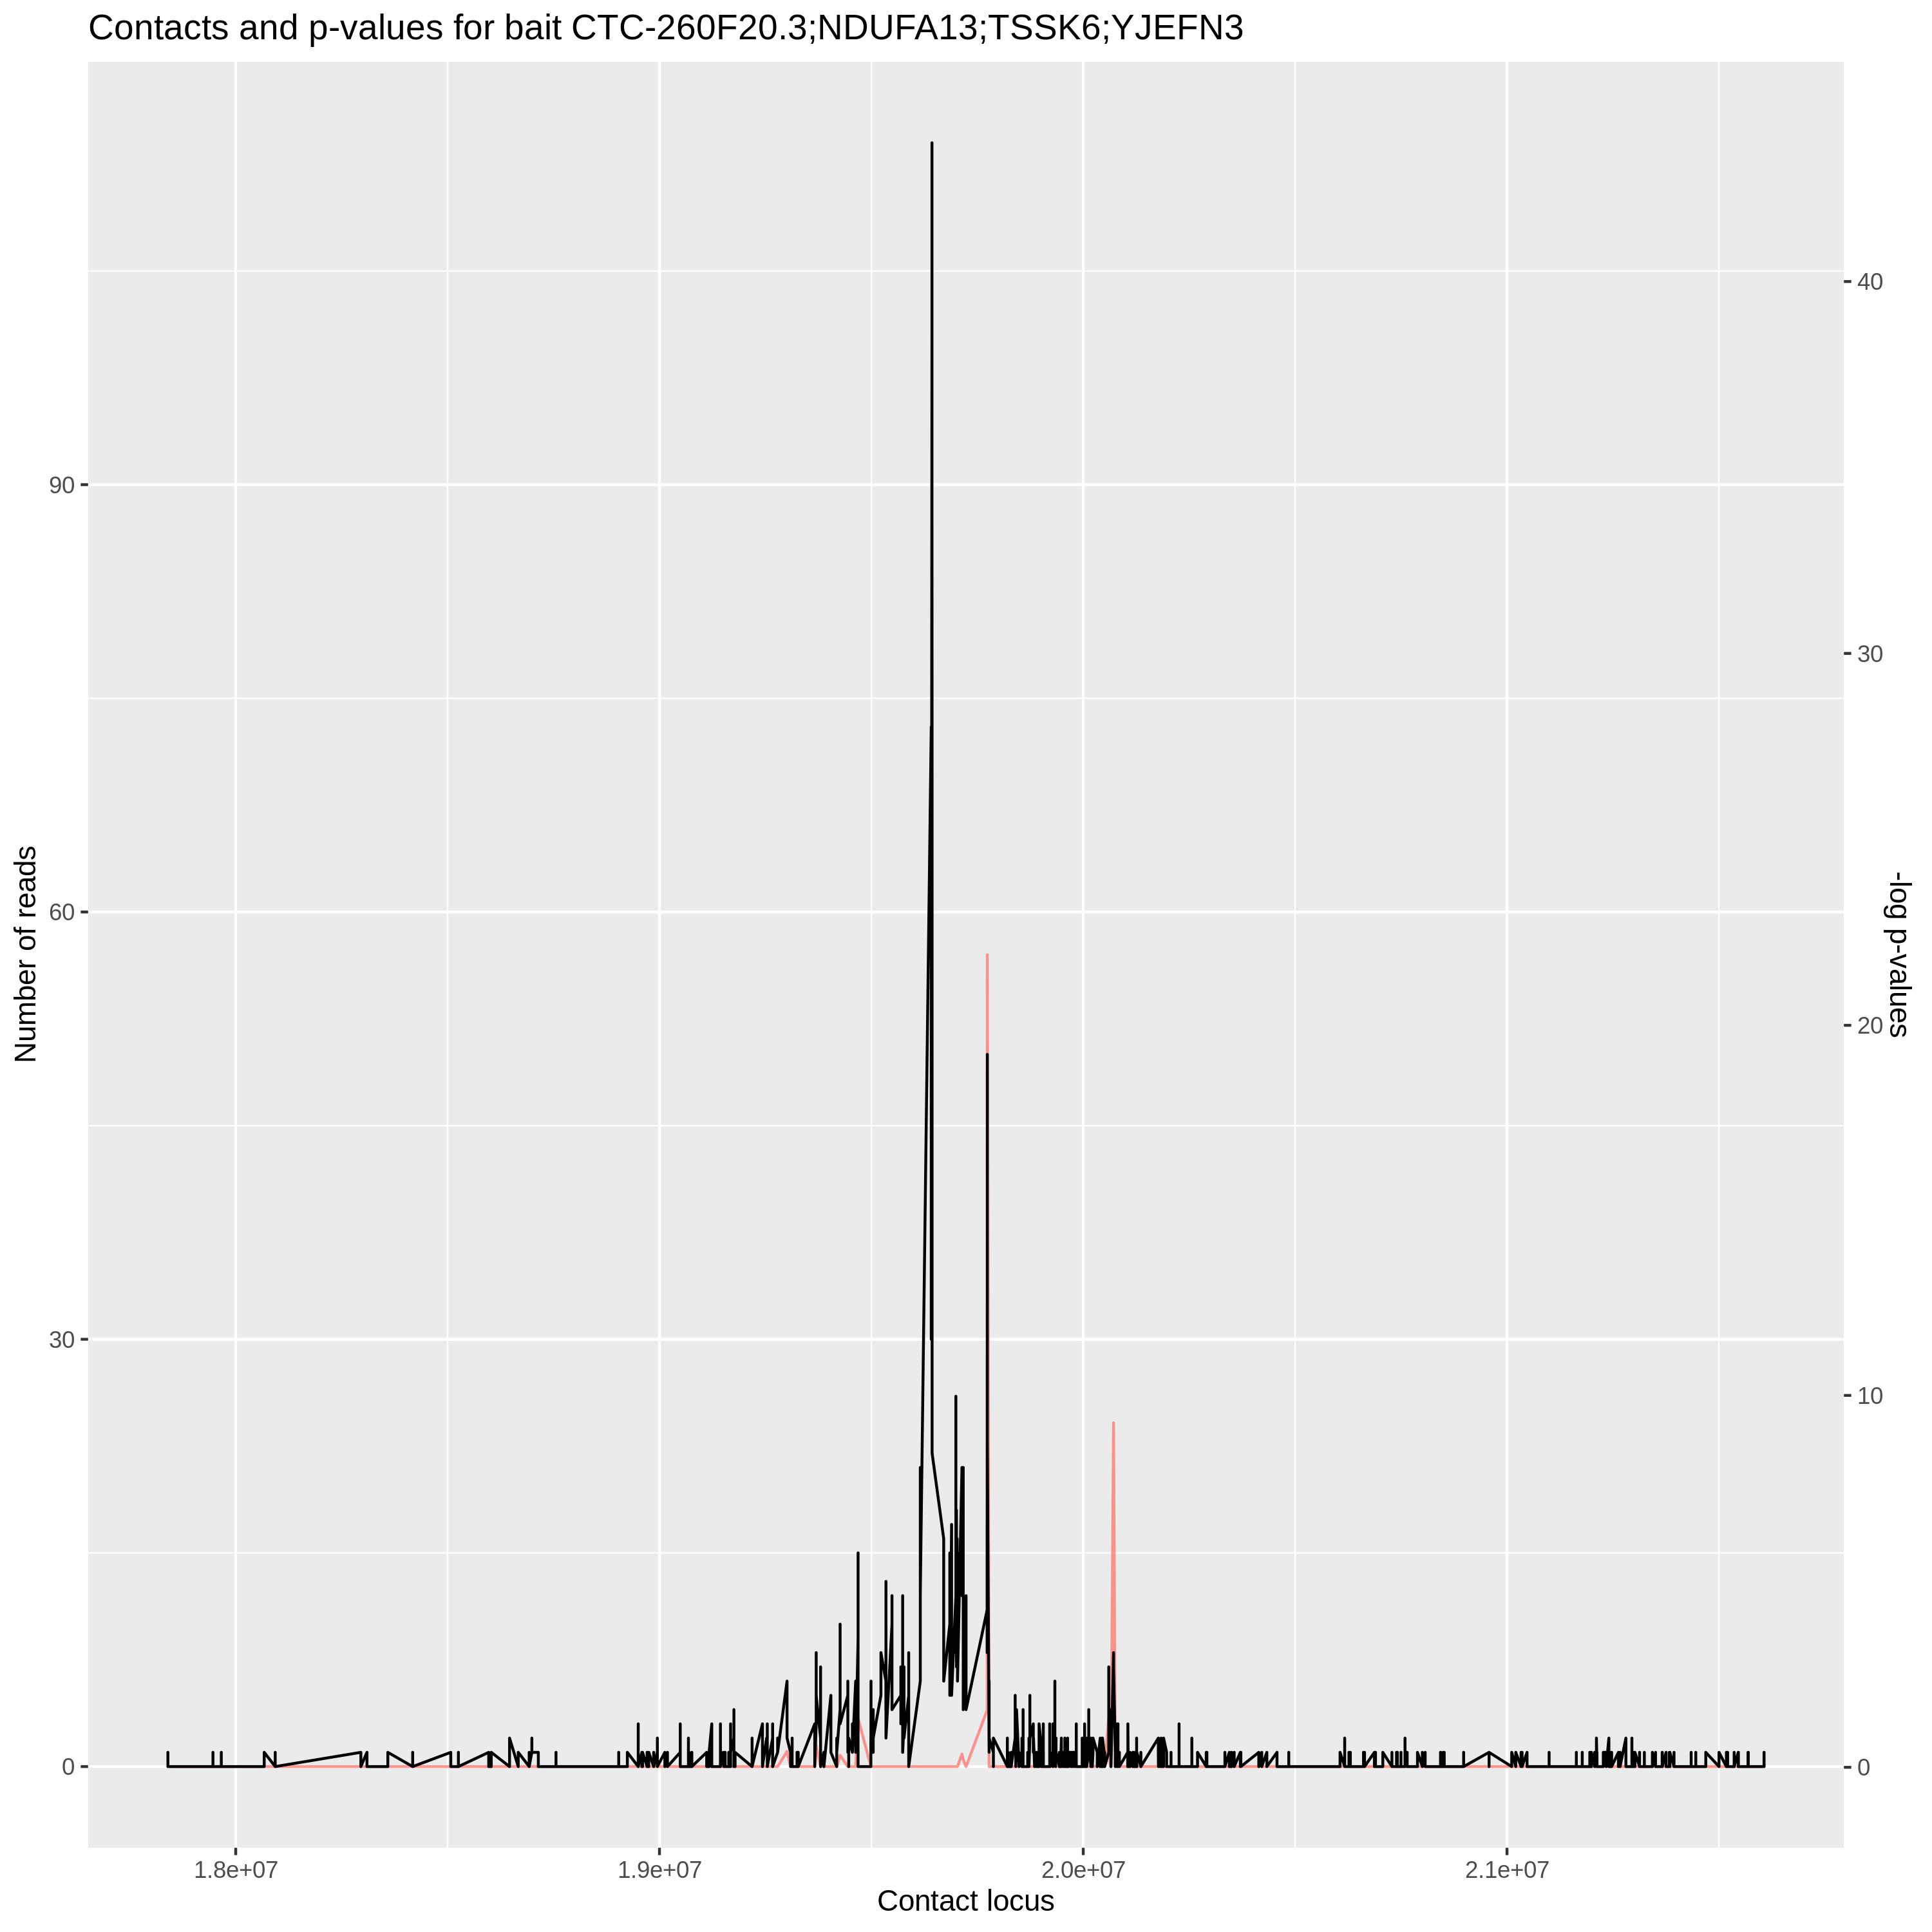 Contacts and p-values for bait CTC-260F20.3;NDUFA13;TSSK6;YJEFN3
Number of reads
90
60
30
0
-log p-values
40
30
20
10
0
1.8e+07
1.9e+07
2.0e+07
2.1e+07
Contact locus